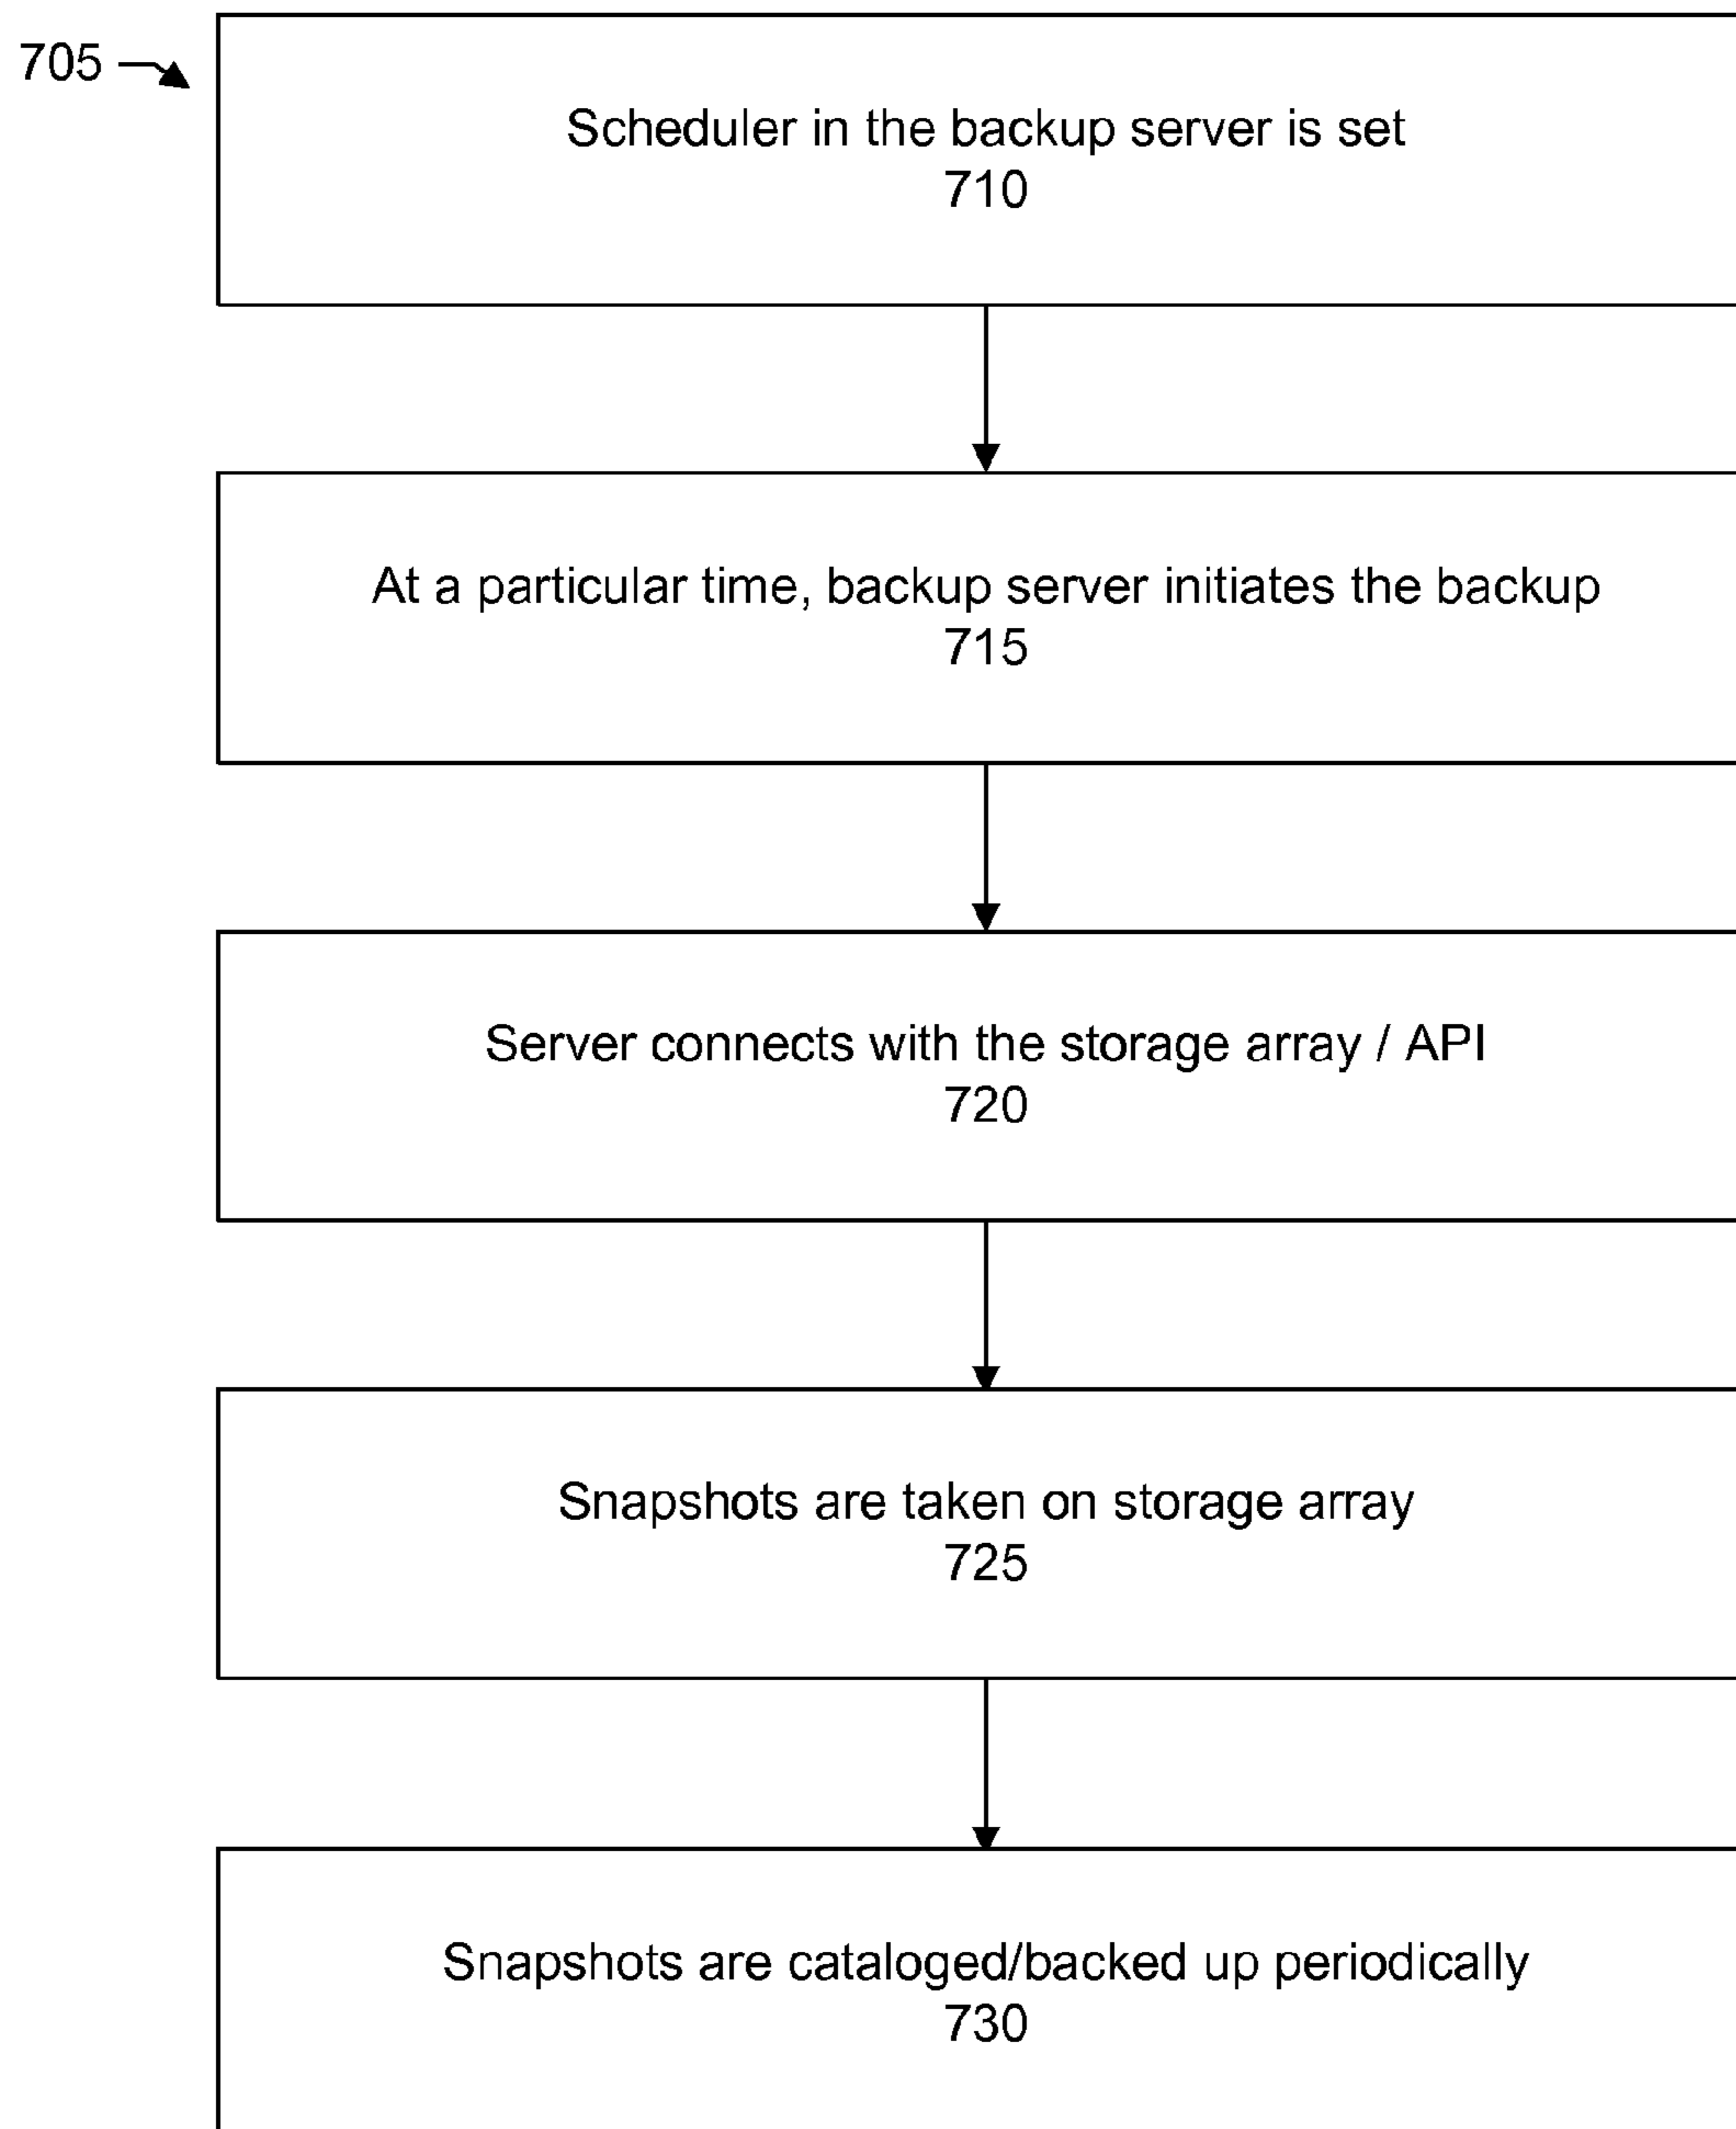 705
Scheduler in the backup server is set
710
At a particular time, backup server initiates the backup
715
Server connects with the storage array / API
720
Snapshots are taken on storage array
725
Snapshots are cataloged/backed up periodically
730